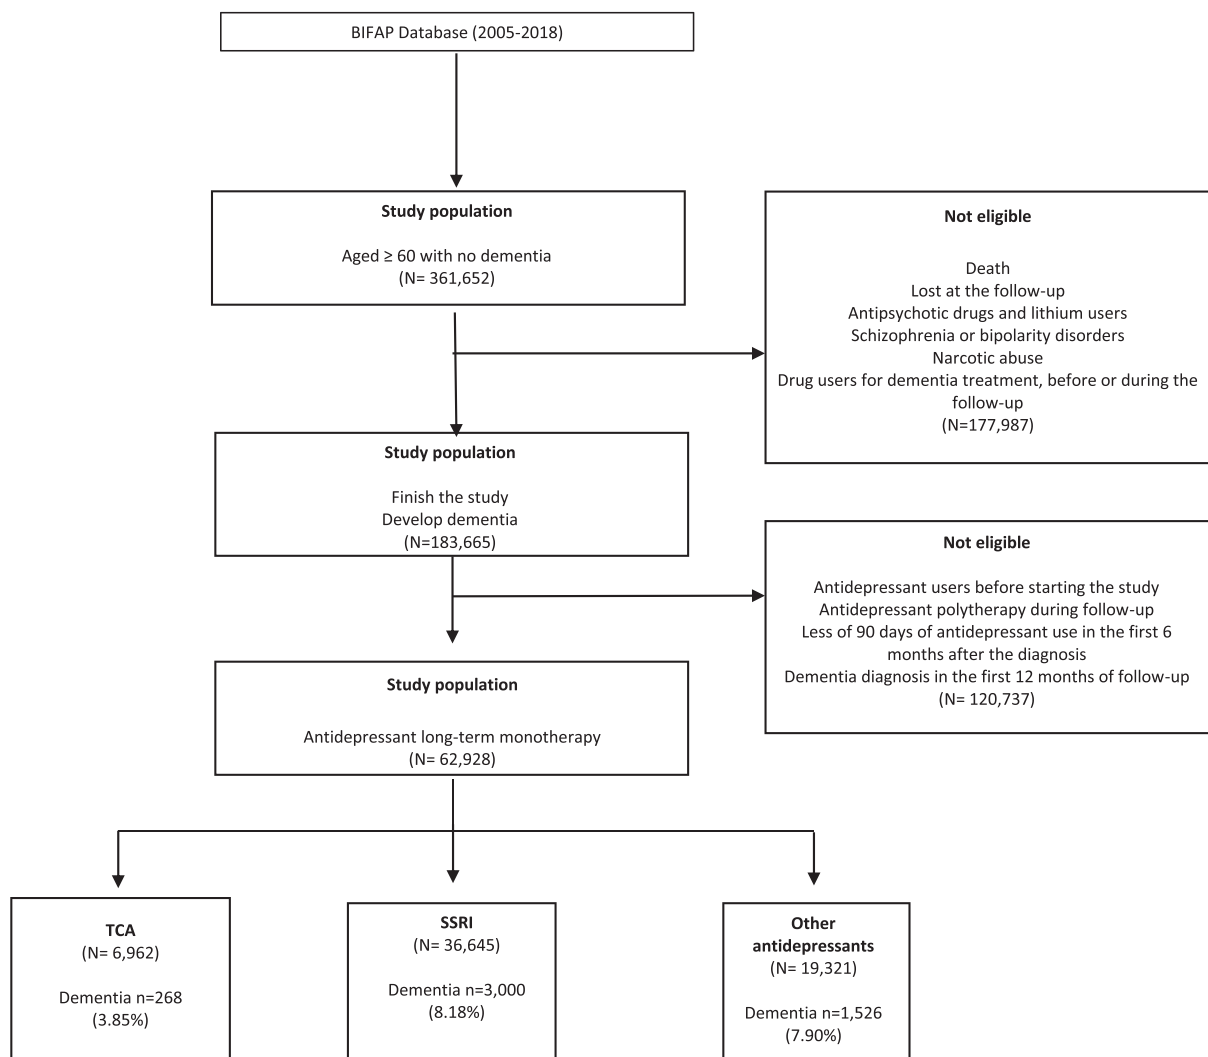 BIFAP Database (2005-2018)
Study population
Aged ≥ 60 with no dementia
(N= 361,652)
Not eligible
Death
Lost at the follow-up
Antipsychotic drugs and lithium users
Schizophrenia or bipolarity disorders
Narcotic abuse
Drug users for dementia treatment, before or during the
follow-up
(N=177,987)
Study population
Finish the study
Develop dementia
(N=183,665)
Not eligible
Antidepressant users before starting the study
Antidepressant polytherapy during follow-up
Less of 90 days of antidepressant use in the first 6
months after the diagnosis
Dementia diagnosis in the first 12 months of follow-up
(N= 120,737)
Study population
Antidepressant long-term monotherapy
(N= 62,928)
TCA
(N= 6,962)
Dementia n=268
(3.85%)
SSRI
(N= 36,645)
Dementia n=3,000
(8.18%)
Other
antidepressants
(N= 19,321)
Dementia n=1,526
(7.90%)